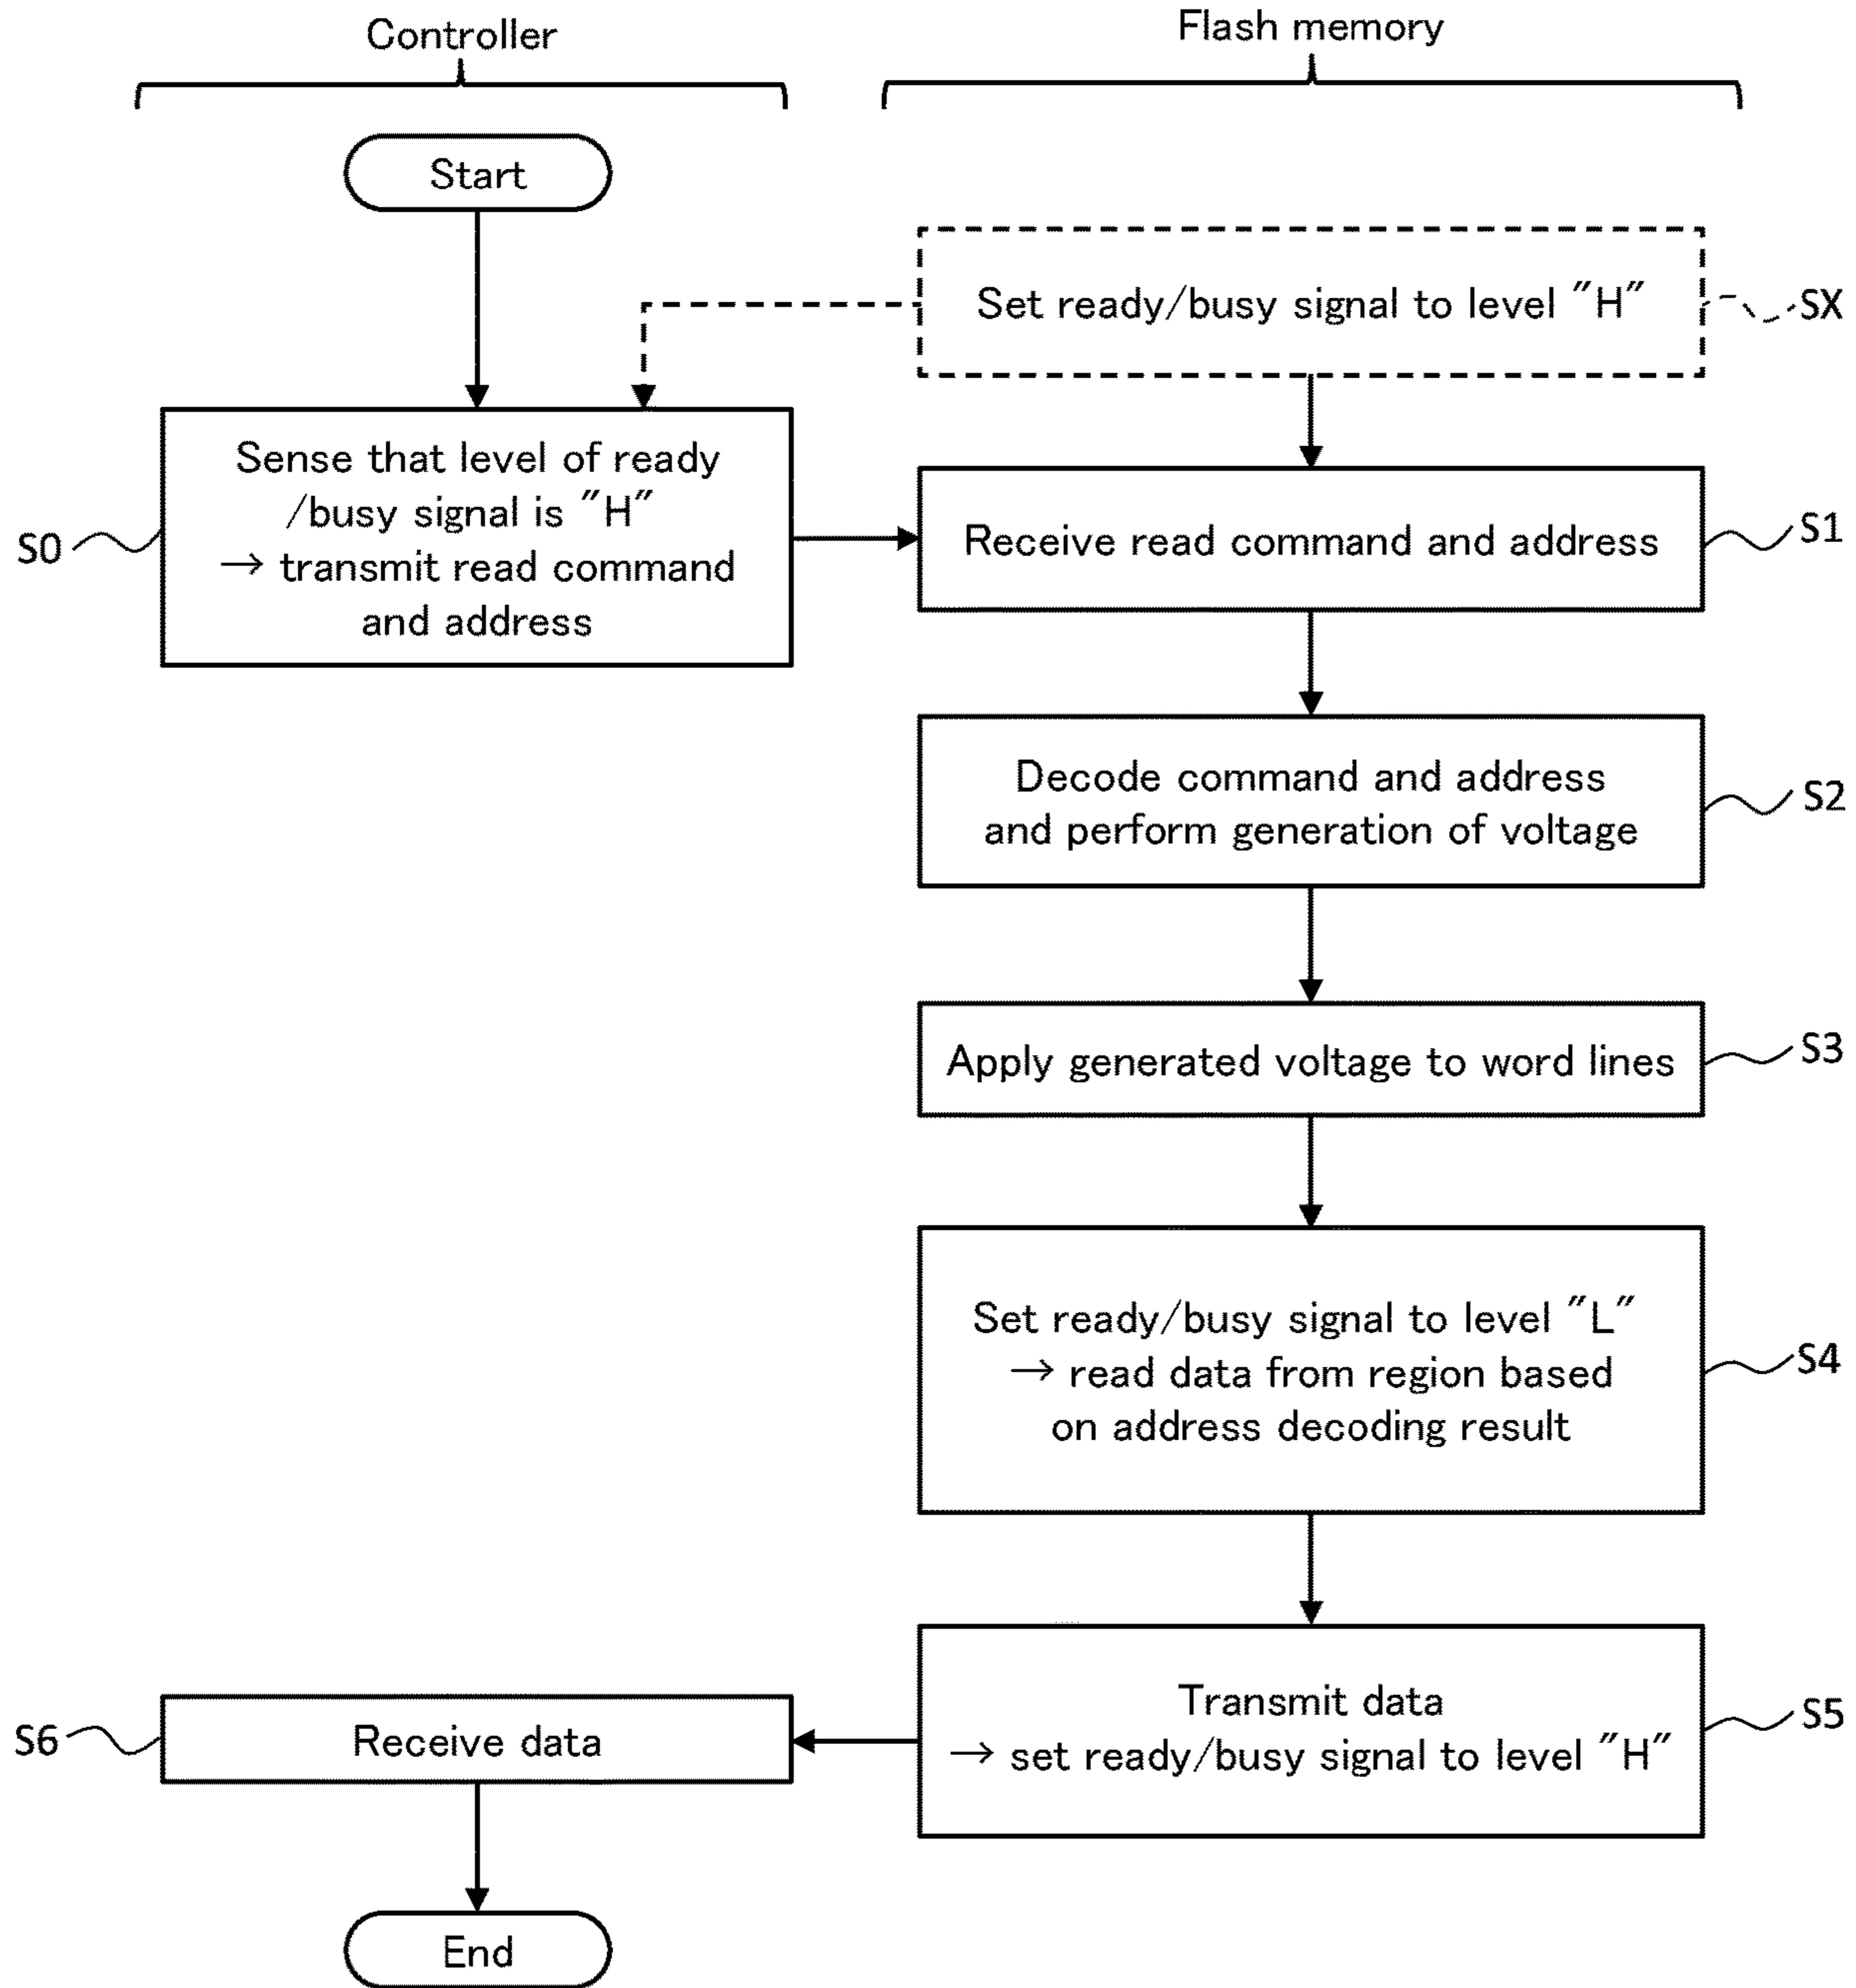 Controller
Flash memory
Start
Set ready/busy signal to level "H"
SX
Sense that level of ready
/busy signal is "H"
→ transmit read command
and address
S0
Receive read command and address
S1
Decode command and address
and perform generation of voltage
S2
Apply generated voltage to word lines
S3
Set ready/busy signal to level "L"
→ read data from region based
on address decoding result
S4
Transmit data
→ set ready/busy signal to level "H"
S5
S6
Receive data
End